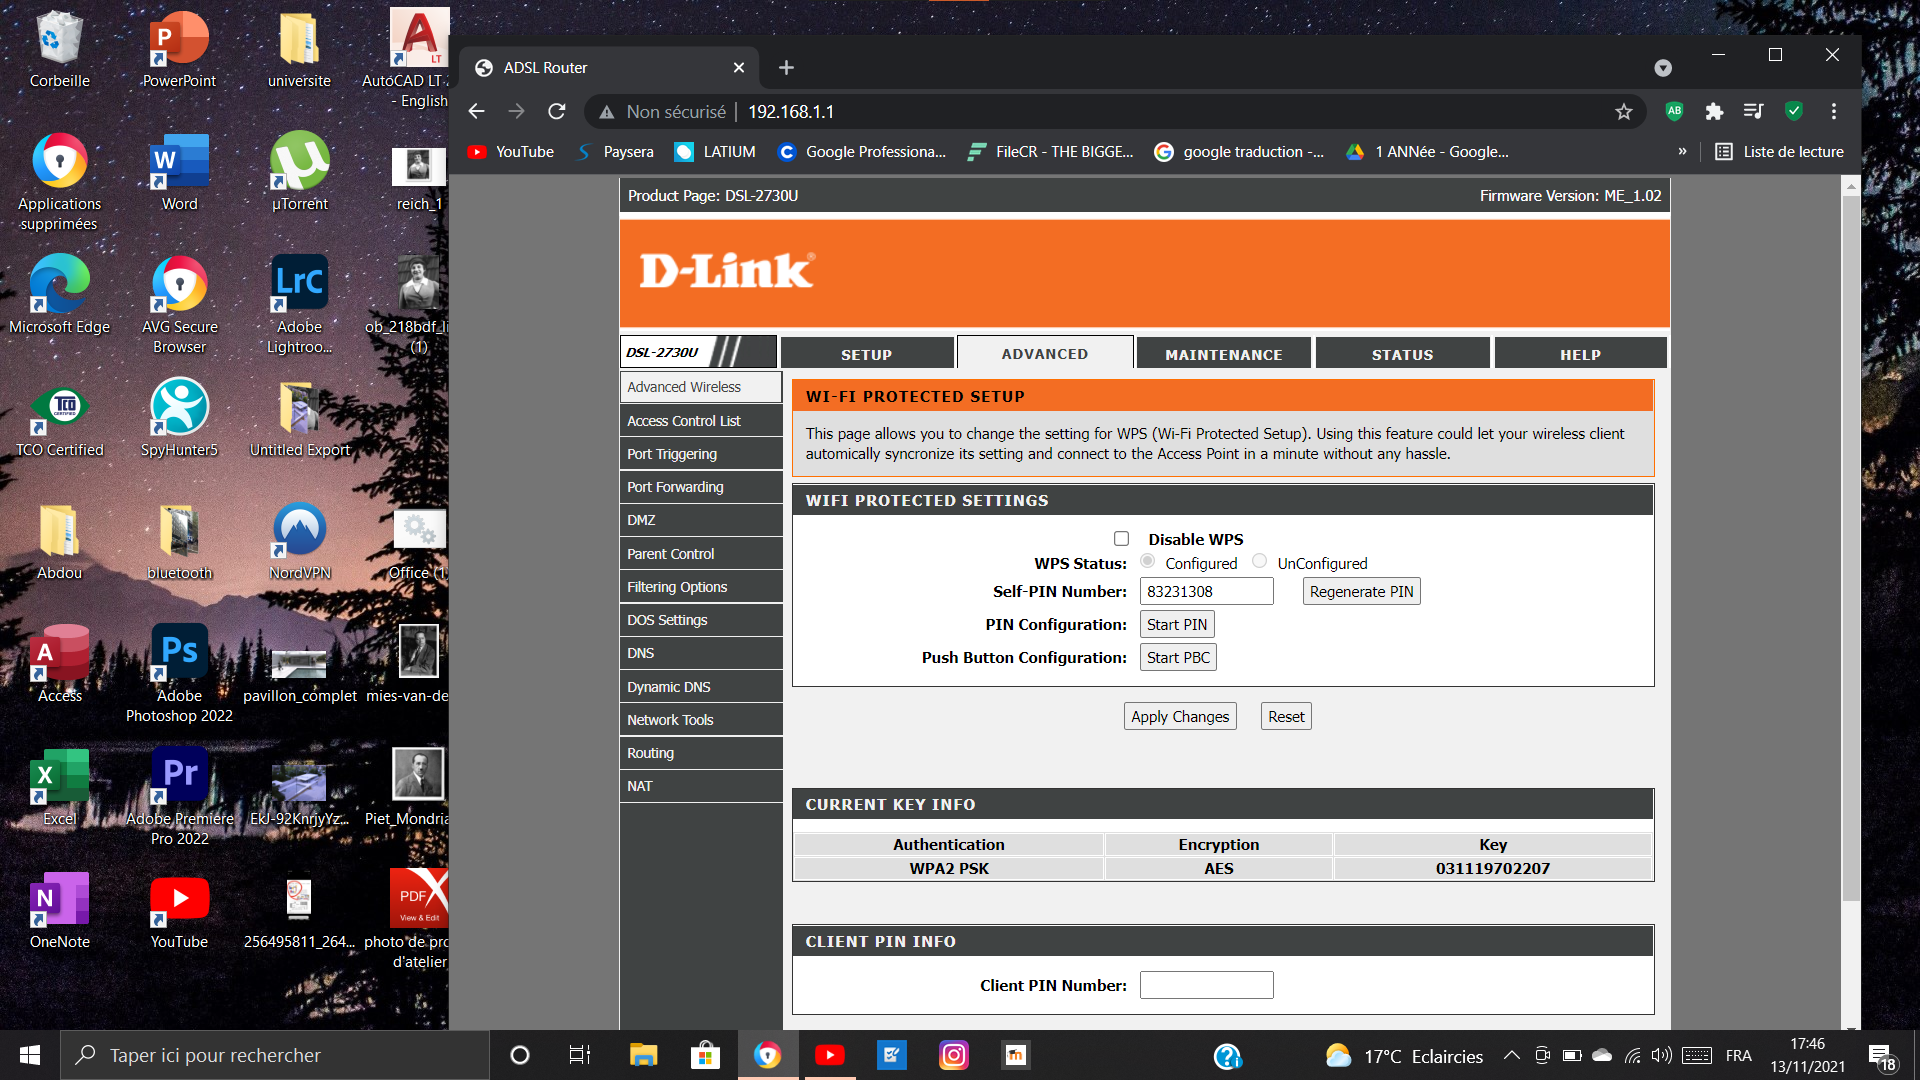 Corbeille
PowerPoint
universite
AutoCAD LT
- English
Applications
supprimées
Word
µTorrent
reich_1
Microsoft Edge
AVG Secure
Browser
Adobe
Lightroo...
ob_218bdf_li
(1)
TCO Certified
SpyHunter5
Untitled Export
Abdou
bluetooth
NordVPN
Office (1
Access
Adobe
Photoshop 2022
pavillon_complet
mies-van-de
Excel
Adobe Premiere
Pro 2022
EkJ-92KnrjyYz...
Piet_Mondria
OneNote
YouTube
256495811_264...
photo de pro
d'atelier
ADSL Router
Non sécurisé
192.168.1.1
YouTube
Paysera
LATIUM
Google Professiona...
FileCR - THE BIGGE...
google traduction -...
1 ANNée - Google...
»
Liste de lecture
Product Page: DSL-2730U
Firmware Version: ME_1.02
D-Link
DSL-2730U
SETUP
ADVANCED
MAINTENANCE
STATUS
HELP
Advanced Wireless
Access Control List
Port Triggering
Port Forwarding
DMZ
Parent Control
Filtering Options
DOS Settings
DNS
Dynamic DNS
Network Tools
Routing
NAT
WI-FI PROTECTED SETUP
This page allows you to change the setting for WPS (Wi-Fi Protected Setup). Using this feature could let your wireless client
automically syncronize its setting and connect to the Access Point in a minute without any hassle.
WIFI PROTECTED SETTINGS
Disable WPS
WPS Status: Configured UnConfigured
Self-PIN Number: 83231308 Regenerate PIN
PIN Configuration: Start PIN
Push Button Configuration: Start PBC
Apply Changes Reset
CURRENT KEY INFO
Authentication Encryption Key
WPA2 PSK AES 031119702207
CLIENT PIN INFO
Client PIN Number:
Taper ici pour rechercher
17°C Eclaircies
FRA
17:46
13/11/2021
18